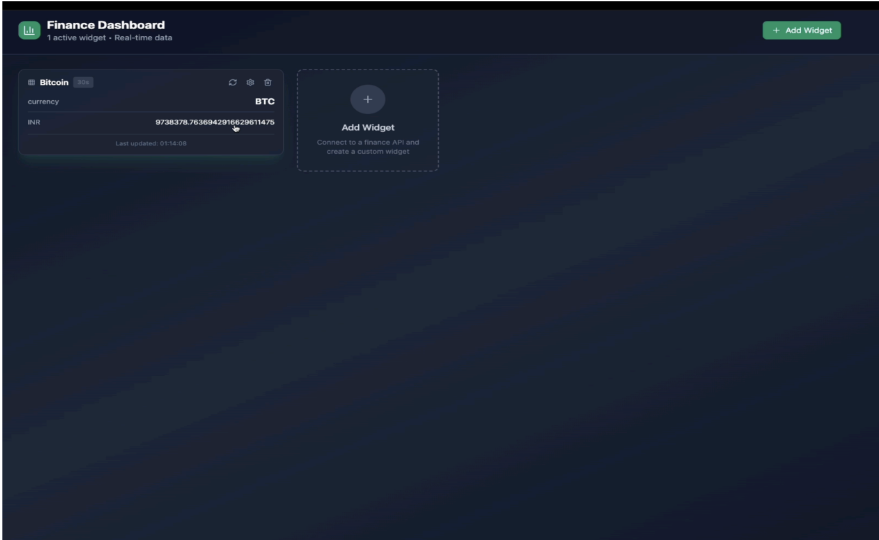 Finance Dashboard
1 active widget • Real-time data
+ Add Widget
Bitcoin 30s
currency BTC
INR 9738378.7636942916629611475
Last updated: 01:14:08
Add Widget
Connect to a finance API and
create a custom widget